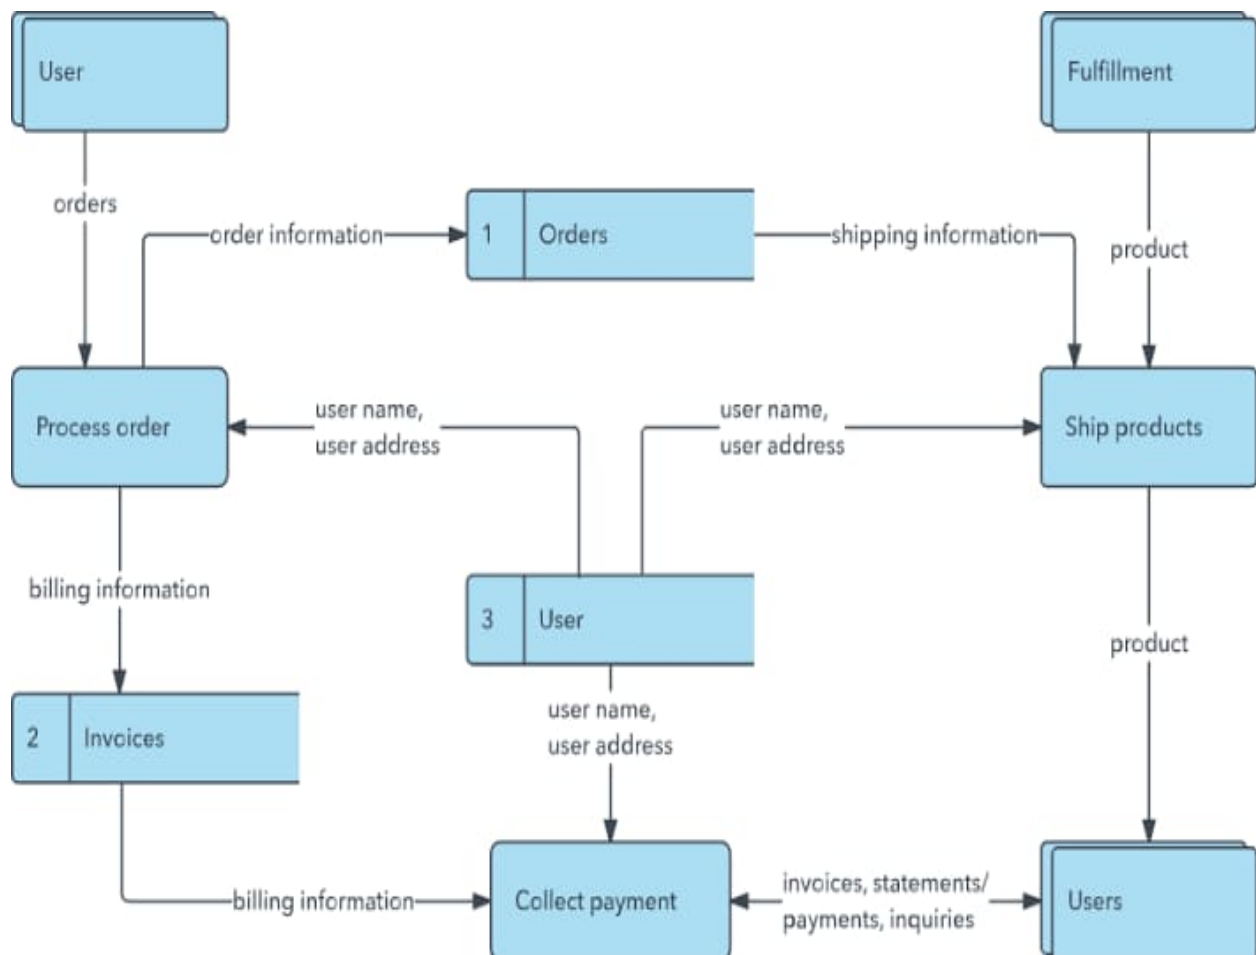 User
Fulfillment
orders
order information
1
Orders
shipping information
product
Process order
user name,
user address
user name,
user address
Ship products
billing information
3
User
product
user name,
user address
2
Invoices
billing information
Collect payment
invoices, statements/
payments, inquiries
Users